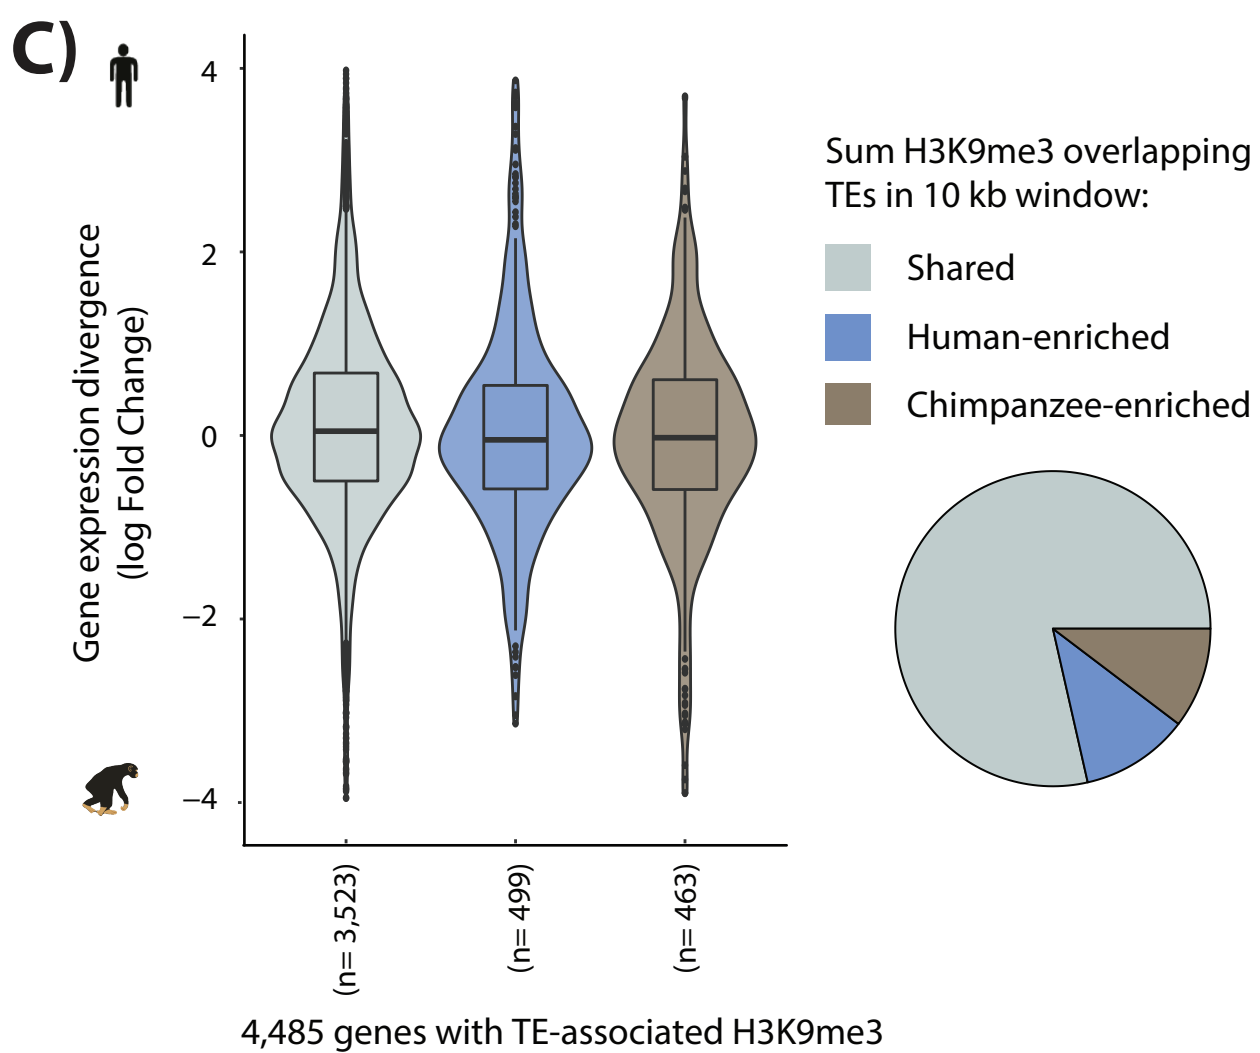 C)
4
2
0
−2
−4
Gene expression divergence
(log Fold Change)
(n= 3,523)
(n= 499)
(n= 463)
4,485 genes with TE-associated H3K9me3
Sum H3K9me3 overlapping
TEs in 10 kb window:
Shared
Human-enriched
Chimpanzee-enriched